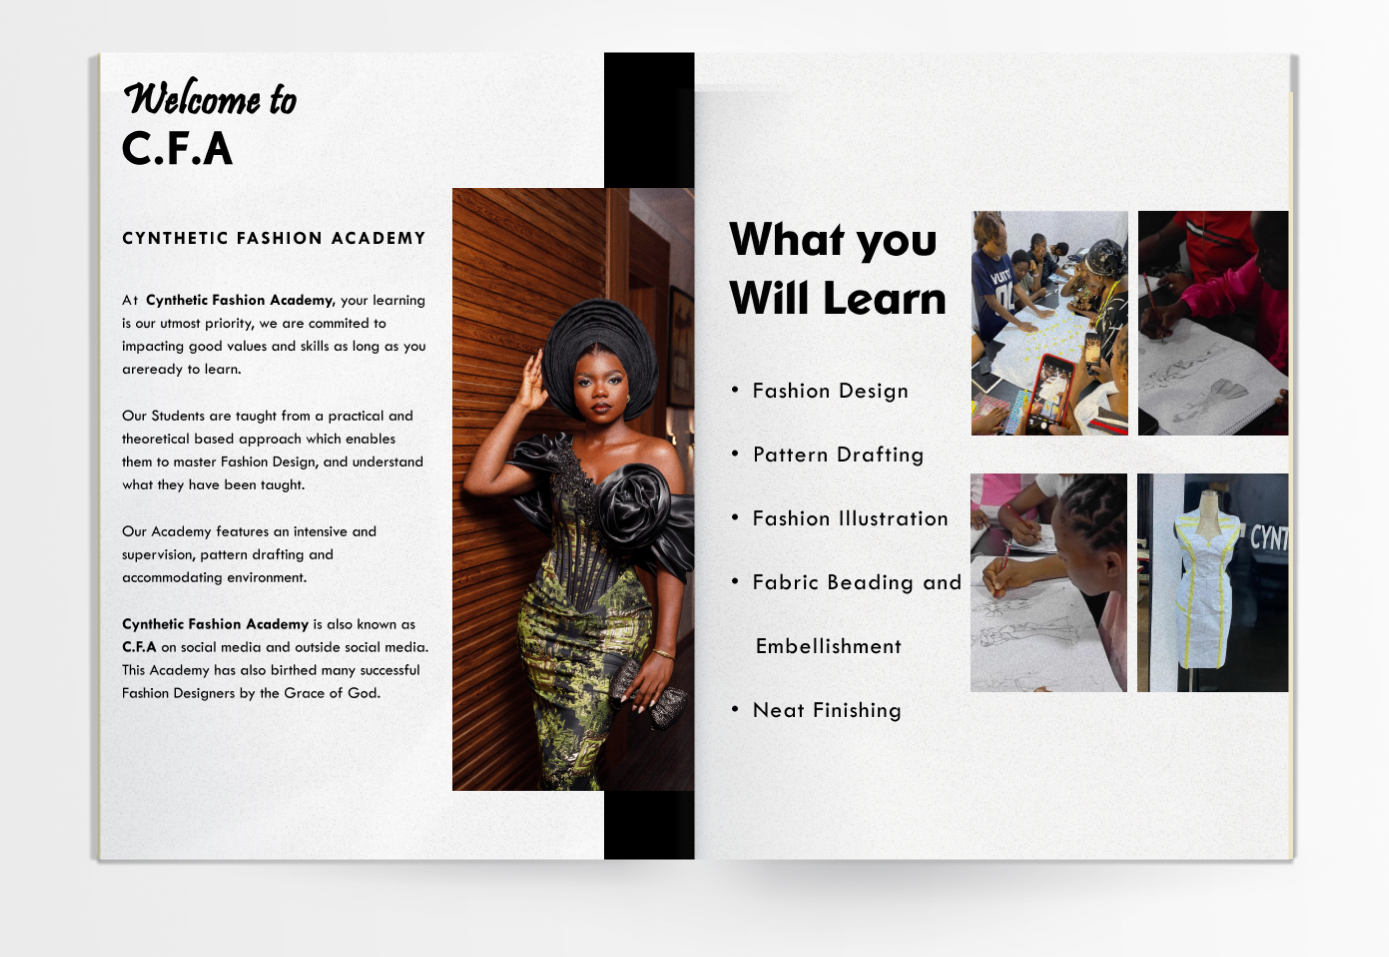 Welcome to
C.F.A
CYNTHETIC FASHION ACADEMY
At Cynthetic Fashion Academy, your learning
is our utmost priority, we are commited to
impacting good values and skills as long as you
areready to learn.
Our Students are taught from a practical and
theoretical based approach which enables
them to master Fashion Design, and understand
what they have been taught.
Our Academy features an intensive and
supervision, pattern drafting and
accommodating environment.
Cynthetic Fashion Academy is also known as
C.F.A on social media and outside social media.
This Academy has also birthed many successful
Fashion Designers by the Grace of God.
What you
Will Learn
• Fashion Design
• Pattern Drafting
• Fashion Illustration
• Fabric Beading and
Embellishment
• Neat Finishing
CYNT